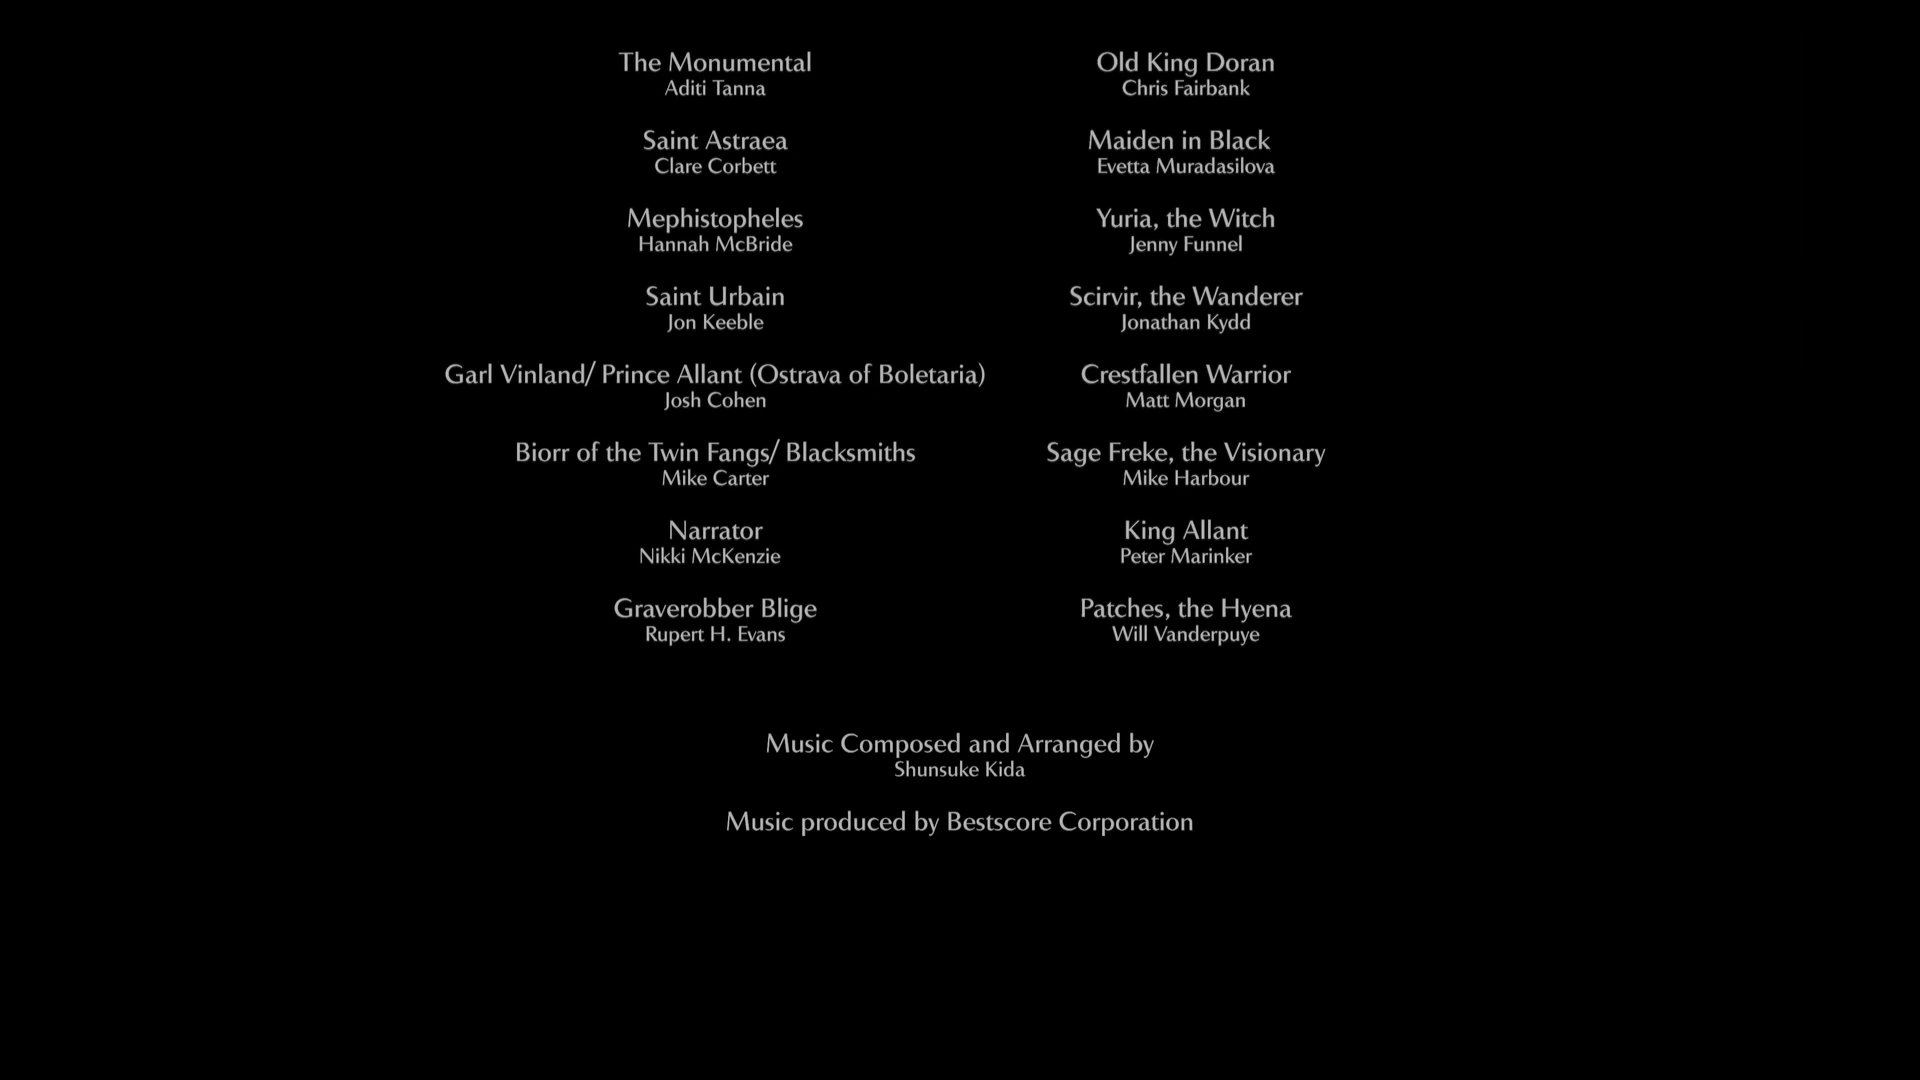 The Monumental
Aditi Tanna
Old King Doran
Chris Fairbank
Saint Astraea
Clare Corbett
Maiden in Black
Evetta Muradasilova
Mephistopheles
Hannah McBride
Yuria, the Witch
Jenny Funnel
Saint Urbain
Jon Keeble
Scirvir, the Wanderer
Jonathan Kydd
Garl Vinland/ Prince Allant (Ostrava of Boletaria)
Josh Cohen
Crestfallen Warrior
Matt Morgan
Biorr of the Twin Fangs/ Blacksmiths
Mike Carter
Sage Freke, the Visionary
Mike Harbour
Narrator
Nikki McKenzie
King Allant
Peter Marinker
Graverobber Blige
Rupert H. Evans
Patches, the Hyena
Will Vanderpuye
Music Composed and Arranged by
Shunsuke Kida
Music produced by Bestscore Corporation